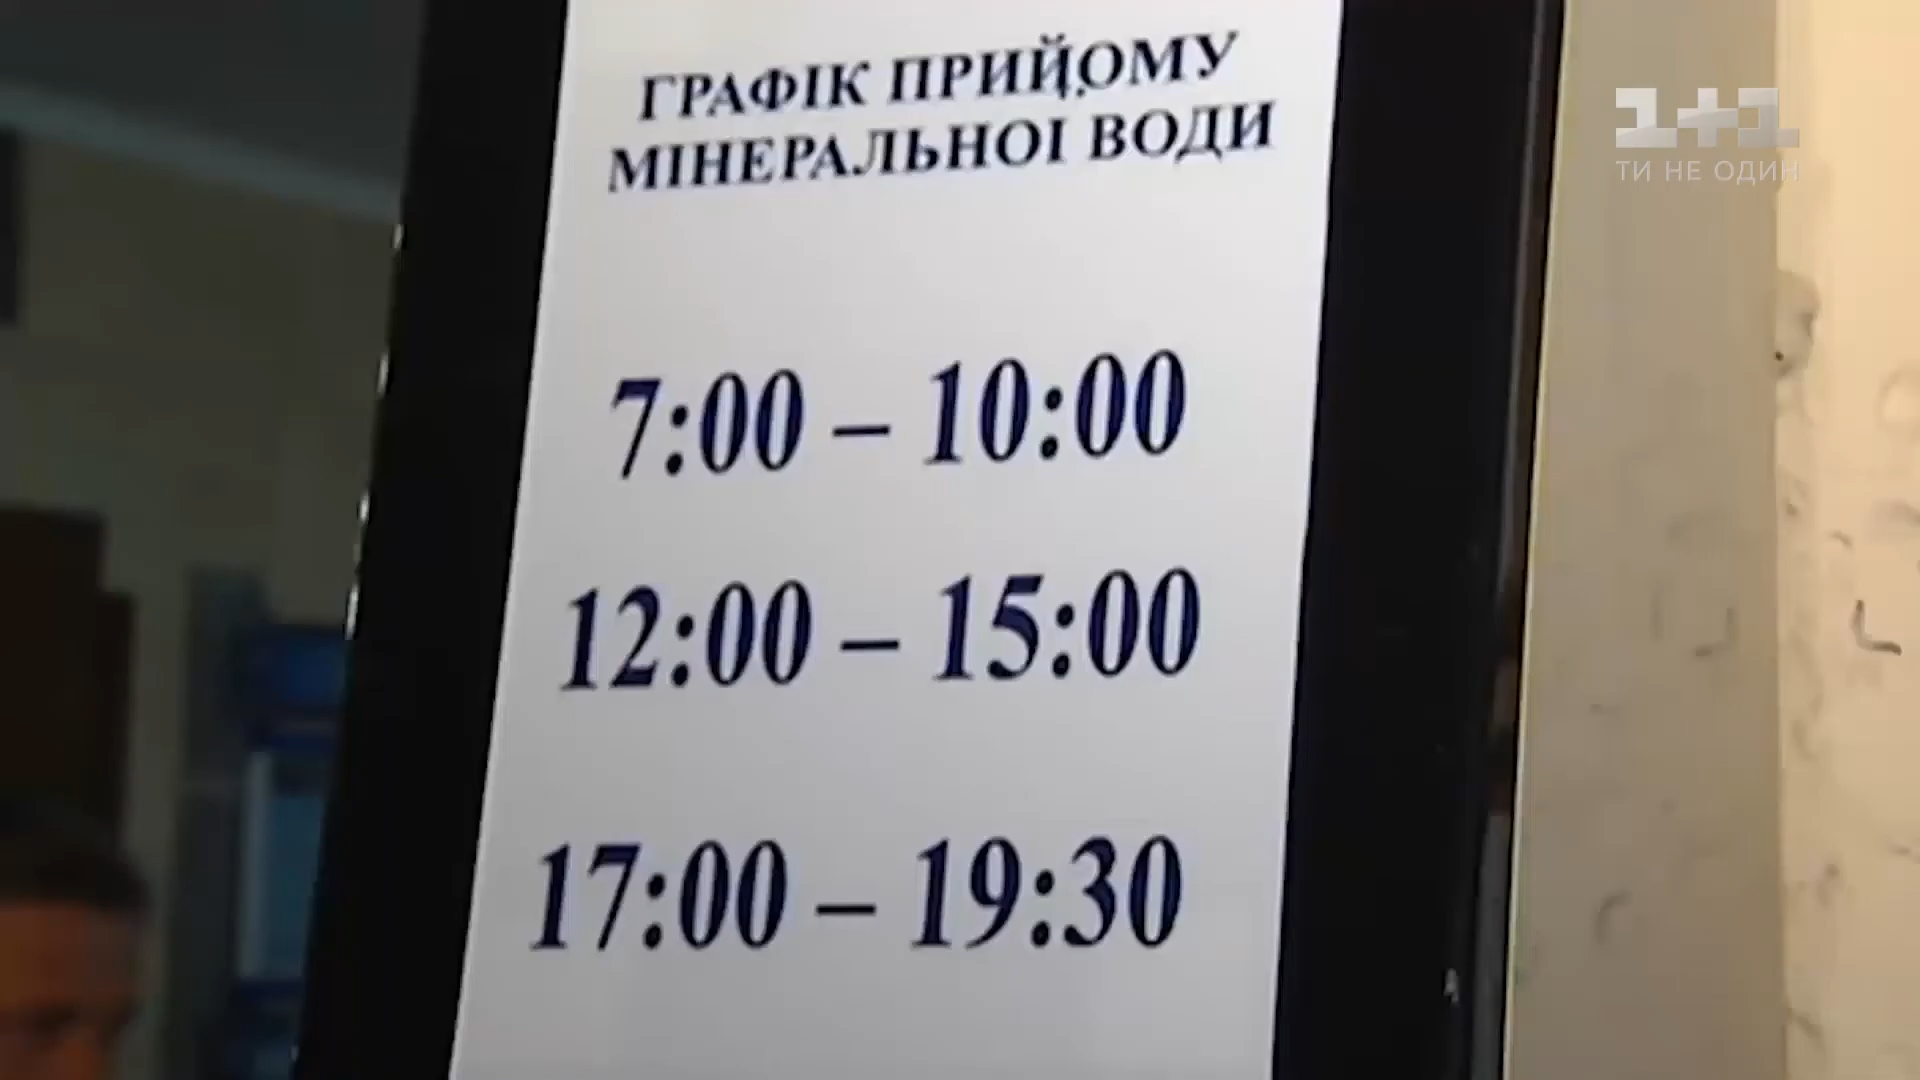 ГРАФІК ПРИЙОМУ
МІНЕРАЛЬНОІ ВОДИ
7:00 – 10:00
12:00 – 15:00
17:00 – 19:30
1+1
ТИ НЕ ОДИН